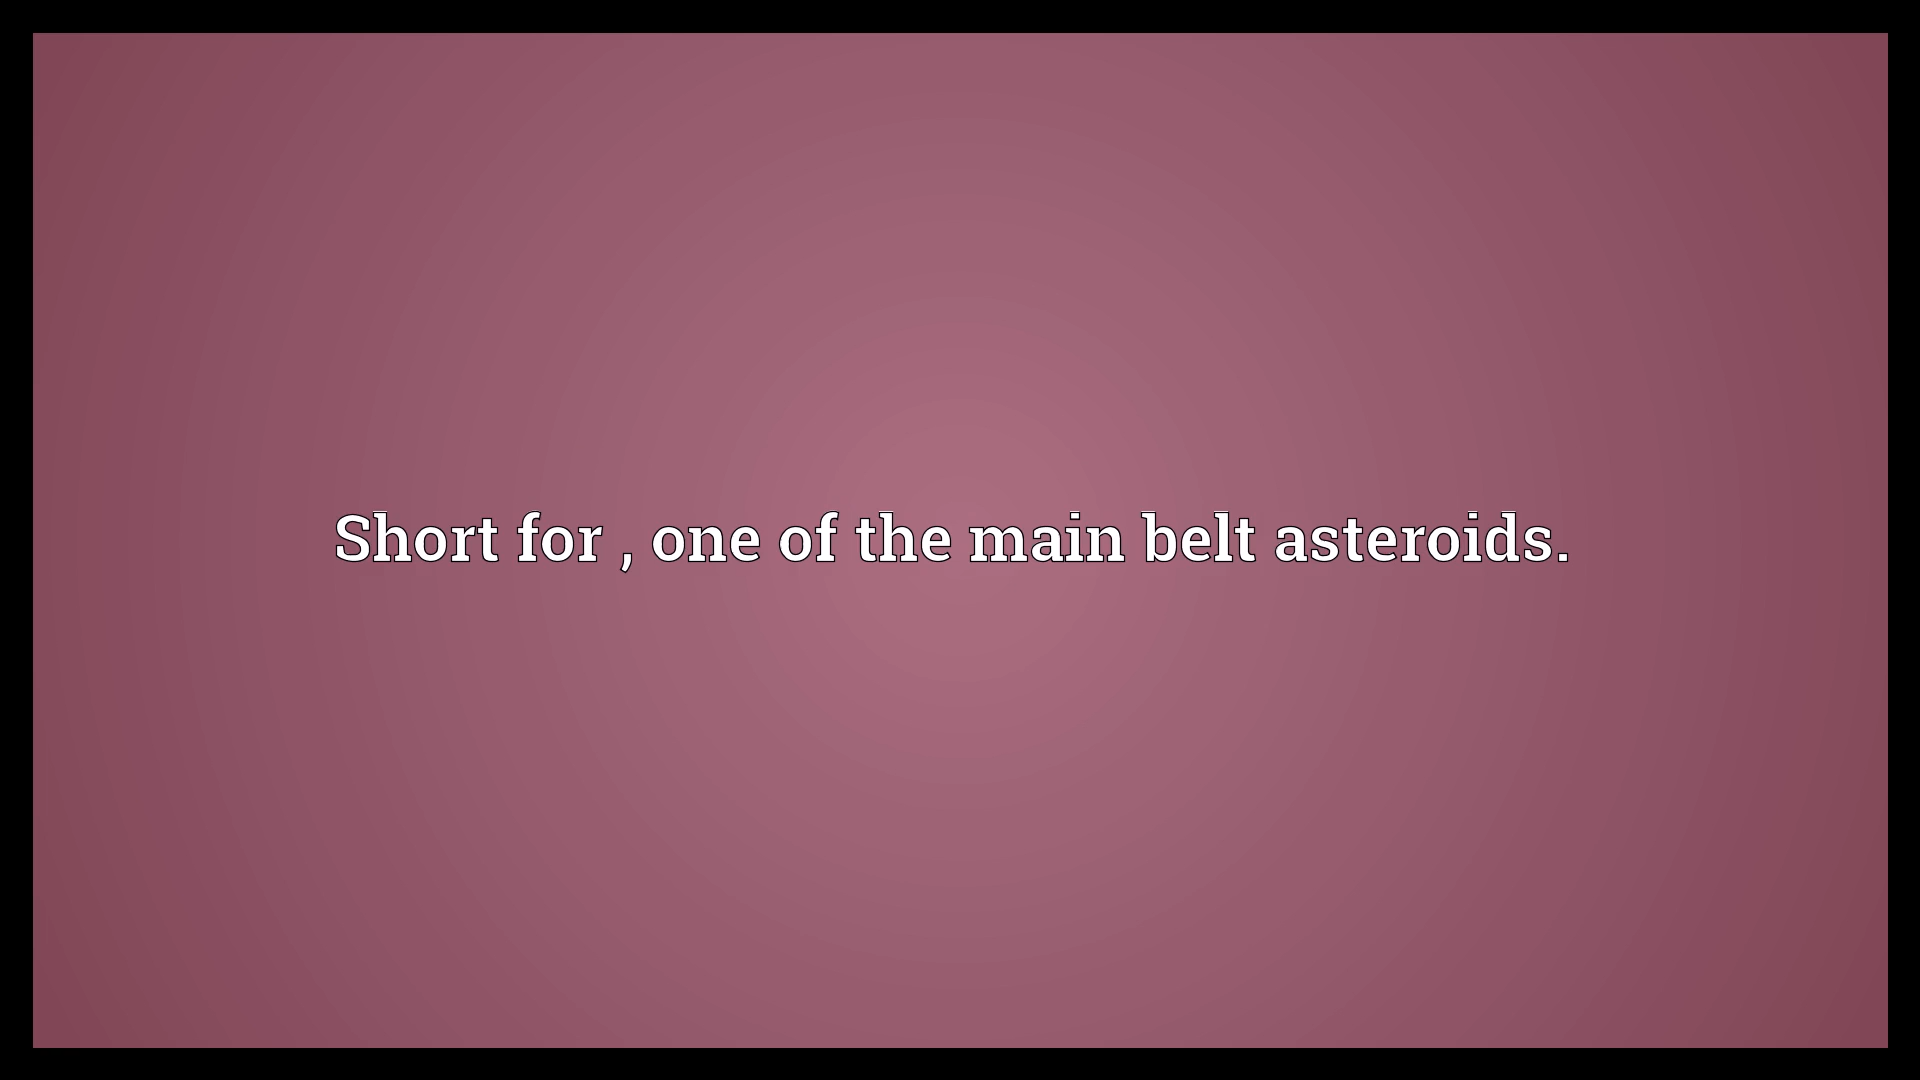 Short for , one of the main belt asteroids.